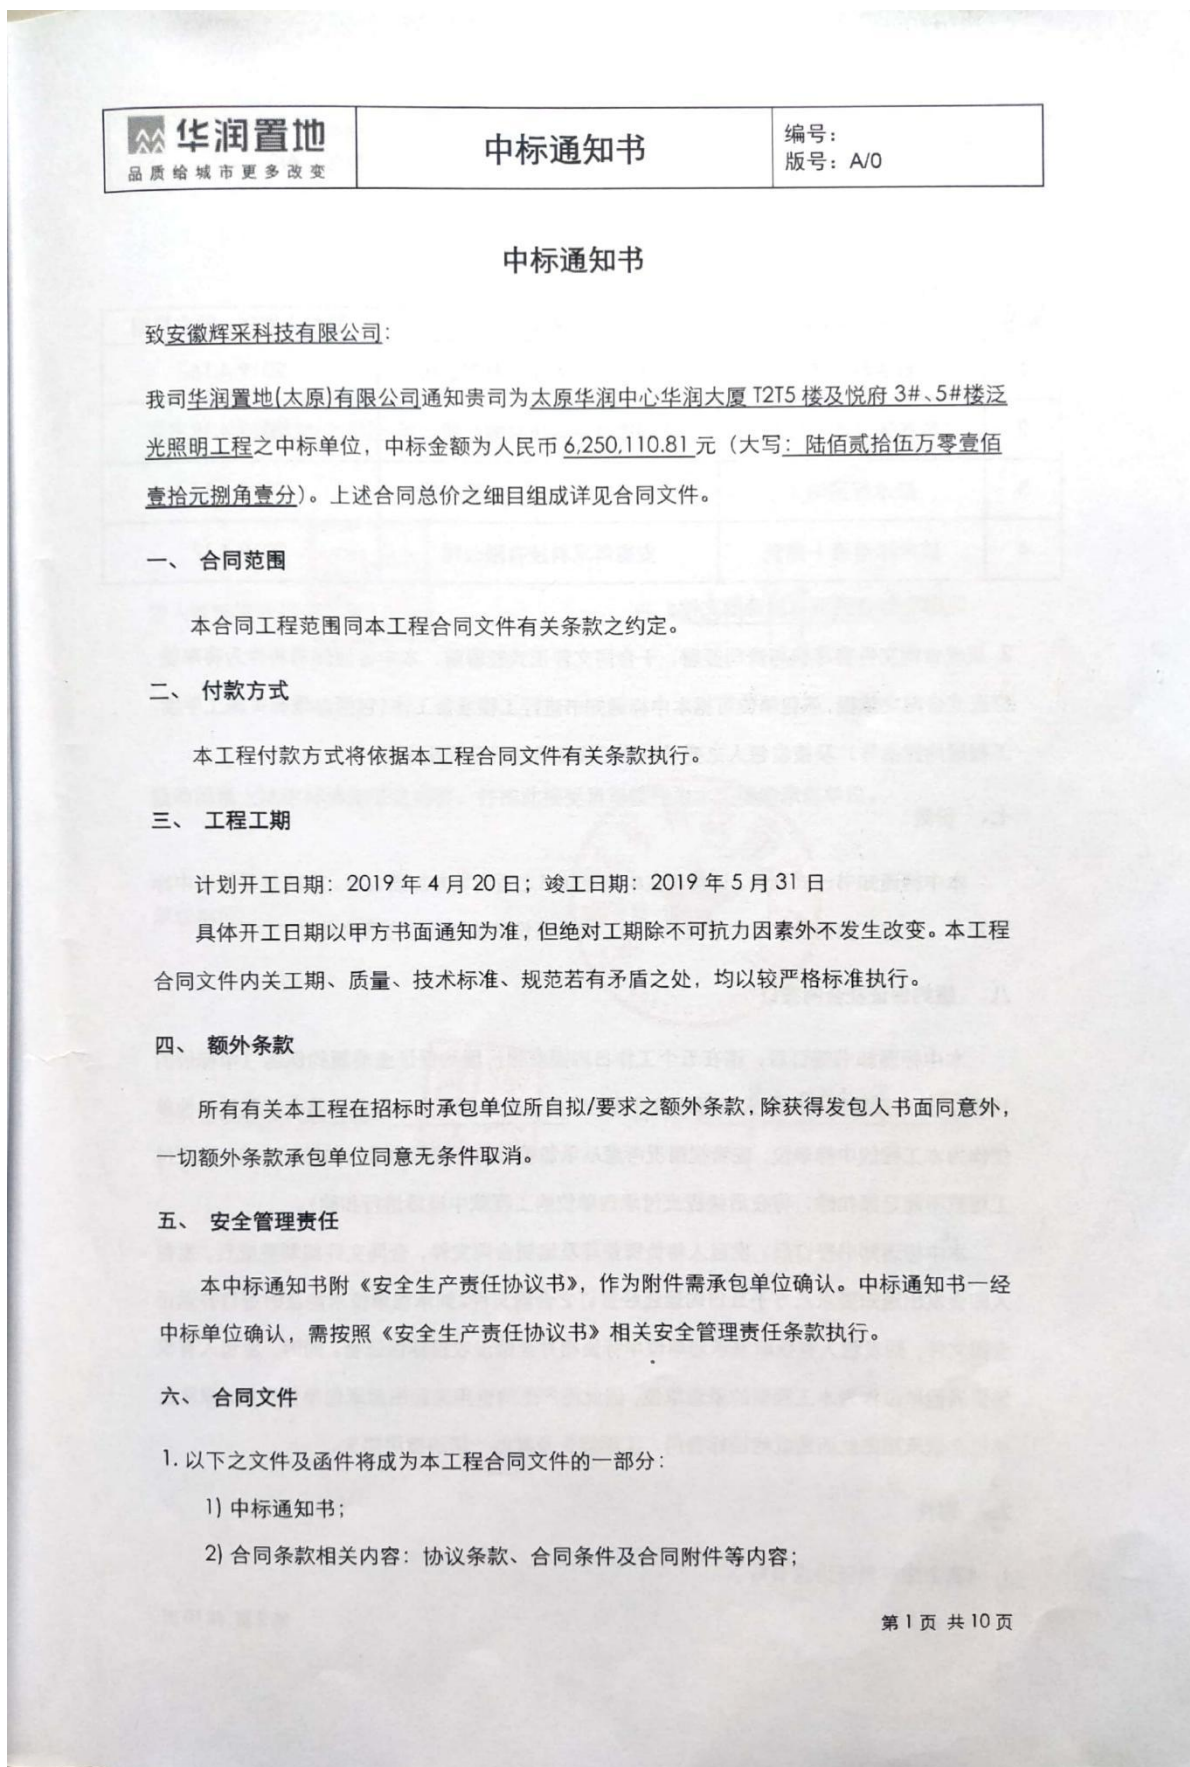 华润置地
品质给城市更多改变
中标通知书
编号：
版号：A/0
中标通知书
致安徽辉采科技有限公司：
我司华润置地(太原)有限公司通知贵司为太原华润中心华润大厦 T2T5 楼及悦府 3#、5#楼泛
光照明工程之中标单位，中标金额为人民币 6,250,110.81 元（大写：陆佰贰拾伍万零壹佰
壹拾元捌角壹分）。上述合同总价之细目组成详见合同文件。
一、 合同范围
本合同工程范围同本工程合同文件有关条款之约定。
二、 付款方式
本工程付款方式将依据本工程合同文件有关条款执行。
三、 工程工期
计划开工日期：2019 年 4 月 20 日；竣工日期：2019 年 5 月 31 日
具体开工日期以甲方书面通知为准，但绝对工期除不可抗力因素外不发生改变。本工程
合同文件内关工期、质量、技术标准、规范若有矛盾之处，均以较严格标准执行。
四、 额外条款
所有有关本工程在招标时承包单位所自拟/要求之额外条款，除获得发包人书面同意外，
一切额外条款承包单位同意无条件取消。
五、 安全管理责任
本中标通知书附《安全生产责任协议书》，作为附件需承包单位确认。中标通知书一经
中标单位确认，需按照《安全生产责任协议书》相关安全管理责任条款执行。
六、 合同文件
1. 以下之文件及函件将成为本工程合同文件的一部分：
1) 中标通知书；
2) 合同条款相关内容：协议条款、合同条件及合同附件等内容；
第 1 页 共 10 页